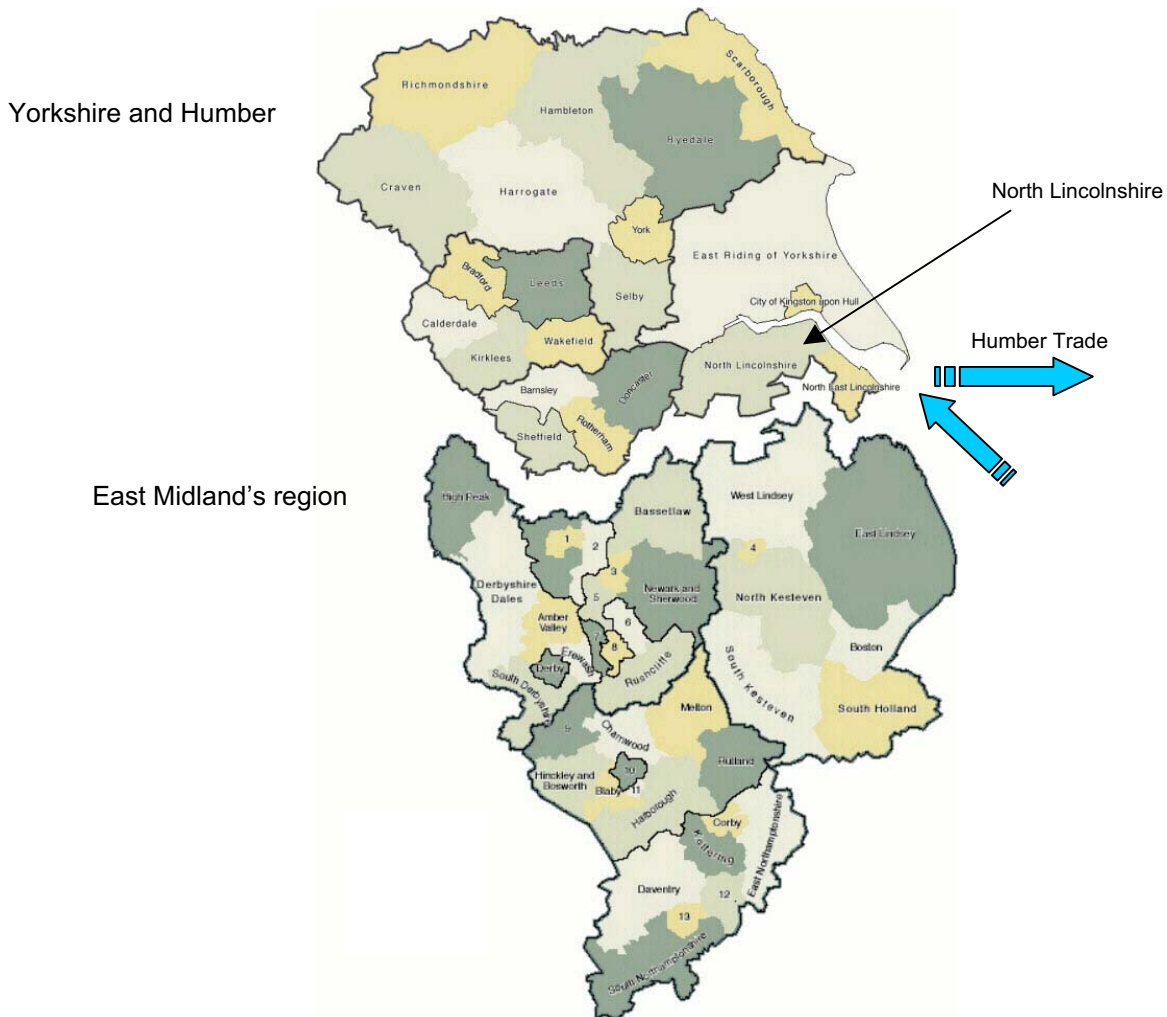 Scarborough
Richmondshire
Yorkshire and Humber
Hambleton
Ryedale
Craven
Harrogate
North Lincolnshire
York
East Riding of Yorkshire
Bradford
Leeds
Selby
City of Kingston upon Hull
Calderdale
Wakefield
Humber Trade
Kirklees
North Lincolnshire
Barnsley
Doncaster
North East Lincolnshire
Rotherham
Sheffield
East Midland's region
High Peak
West Lindsey
Bassetlaw
East Lindsey
1
2
4
3
Derbyshire
Dales
5
Newark and
Sherwood
North Kesteven
Amber
Valley
6
7
8
Boston
Erewash
Derby
Rushcliffe
South Kesteven
South Derbyshire
Melton
South Holland
9
Charnwood
Rutland
10
Hinckley and
Bosworth
Blaby
11
Harborough
Corby
Kettering
East Northamptonshire
Daventry
12
13
South Northamptonshire